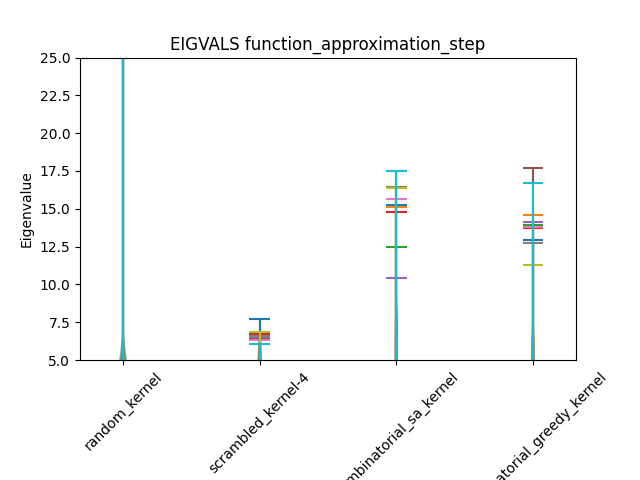 EIGVALS function_approximation_step
Eigenvalue
25.0
22.5
20.0
17.5
15.0
12.5
10.0
7.5
5.0
random_kernel
scrambled_kernel-4
mbinatorial_sa_kernel
atorial_greedy_kernel